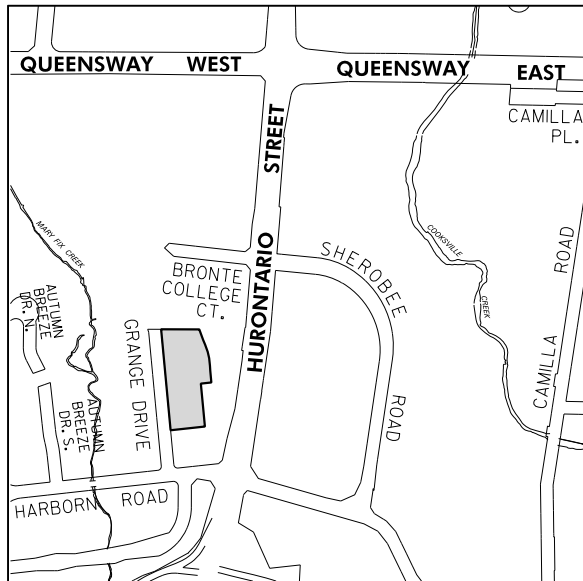 QUEENSWAY WEST
QUEENSWAY EAST
CAMILLA
PL.
HURONTARIO STREET
MARY FIX CREEK
COOKSVILLE
CREEK
SHEROBEE
ROAD
BRONTE
COLLEGE
CT.
AUTUMN
BREEZE
DR. N.
GRANGE DRIVE
CAMILLA ROAD
AUTUMN
BREEZE
DR. S.
HARBORN ROAD